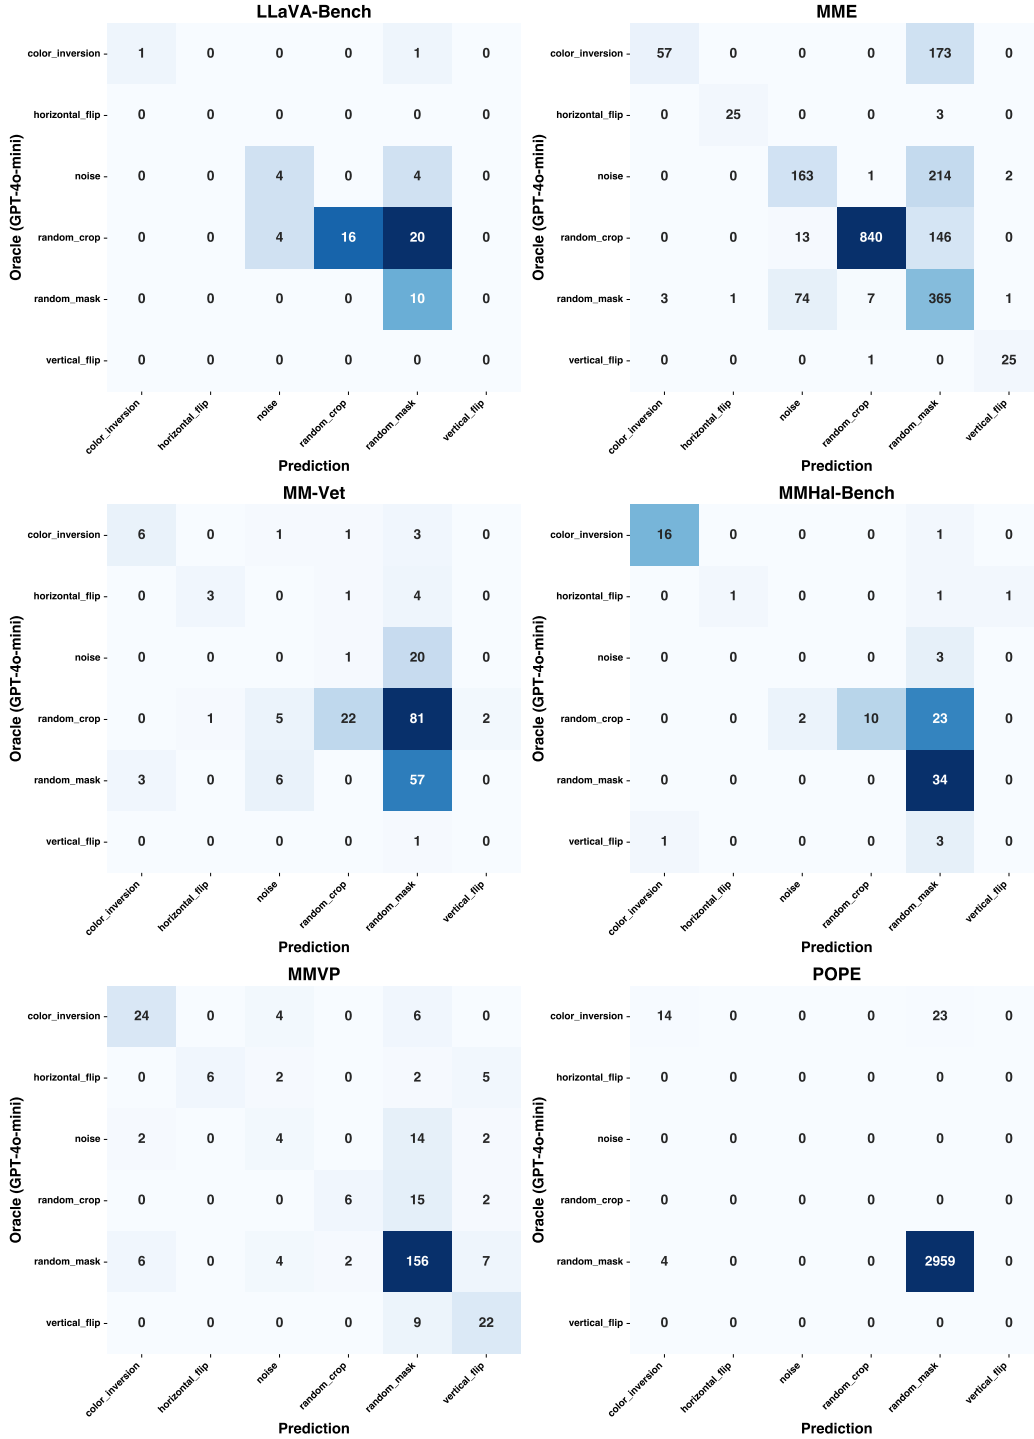 LLaVA-Bench
Oracle (GPT-4o-mini)
color_inversion 1 0 0 0 1 0
horizontal_flip 0 0 0 0 0 0
noise 0 0 4 0 4 0
random_crop 0 0 4 16 20 0
random_mask 0 0 0 0 10 0
vertical_flip 0 0 0 0 0 0
color_inversion horizontal_flip noise random_crop random_mask vertical_flip
Prediction
MME
Oracle (GPT-4o-mini)
color_inversion 57 0 0 0 173 0
horizontal_flip 0 25 0 0 3 0
noise 0 0 163 1 214 2
random_crop 0 0 13 840 146 0
random_mask 3 1 74 7 365 1
vertical_flip 0 0 0 1 0 25
color_inversion horizontal_flip noise random_crop random_mask vertical_flip
Prediction
MM-Vet
Oracle (GPT-4o-mini)
color_inversion 6 0 1 1 3 0
horizontal_flip 0 3 0 1 4 0
noise 0 0 0 1 20 0
random_crop 0 1 5 22 81 2
random_mask 3 0 6 0 57 0
vertical_flip 0 0 0 0 1 0
color_inversion horizontal_flip noise random_crop random_mask vertical_flip
Prediction
MMHal-Bench
Oracle (GPT-4o-mini)
color_inversion 16 0 0 0 1 0
horizontal_flip 0 1 0 0 1 1
noise 0 0 0 0 3 0
random_crop 0 0 2 10 23 0
random_mask 0 0 0 0 34 0
vertical_flip 1 0 0 0 3 0
color_inversion horizontal_flip noise random_crop random_mask vertical_flip
Prediction
MMVP
Oracle (GPT-4o-mini)
color_inversion 24 0 4 0 6 0
horizontal_flip 0 6 2 0 2 5
noise 2 0 4 0 14 2
random_crop 0 0 0 6 15 2
random_mask 6 0 4 2 156 7
vertical_flip 0 0 0 0 9 22
color_inversion horizontal_flip noise random_crop random_mask vertical_flip
Prediction
POPE
Oracle (GPT-4o-mini)
color_inversion 14 0 0 0 23 0
horizontal_flip 0 0 0 0 0 0
noise 0 0 0 0 0 0
random_crop 0 0 0 0 0 0
random_mask 4 0 0 0 2959 0
vertical_flip 0 0 0 0 0 0
color_inversion horizontal_flip noise random_crop random_mask vertical_flip
Prediction